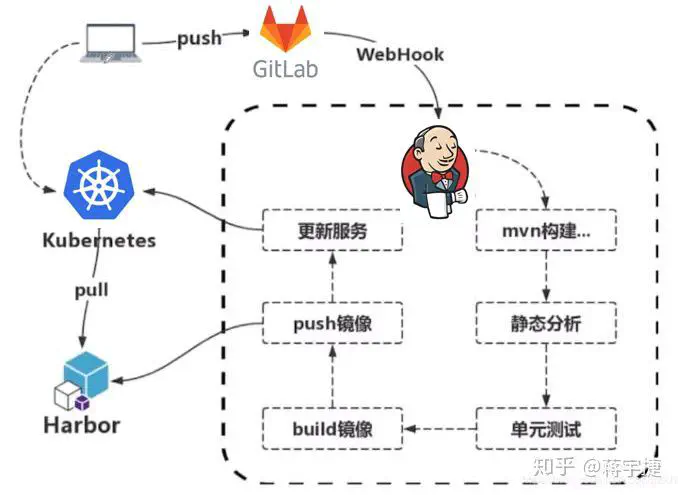 push
GitLab
WebHook
Kubernetes
更新服务
mvn构建...
pull
push镜像
静态分析
Harbor
build镜像
单元测试
知乎 @蒋宇捷